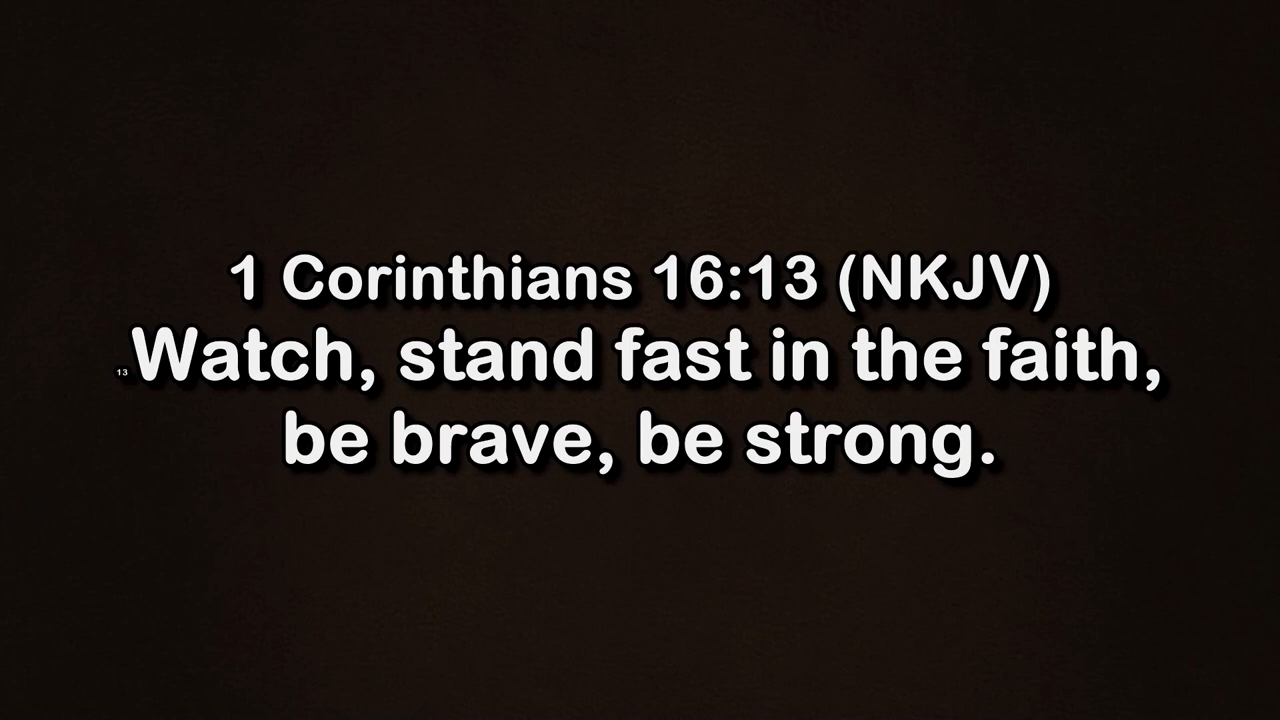 1 Corinthians 16:13 (NKJV)
13 Watch, stand fast in the faith,
be brave, be strong.